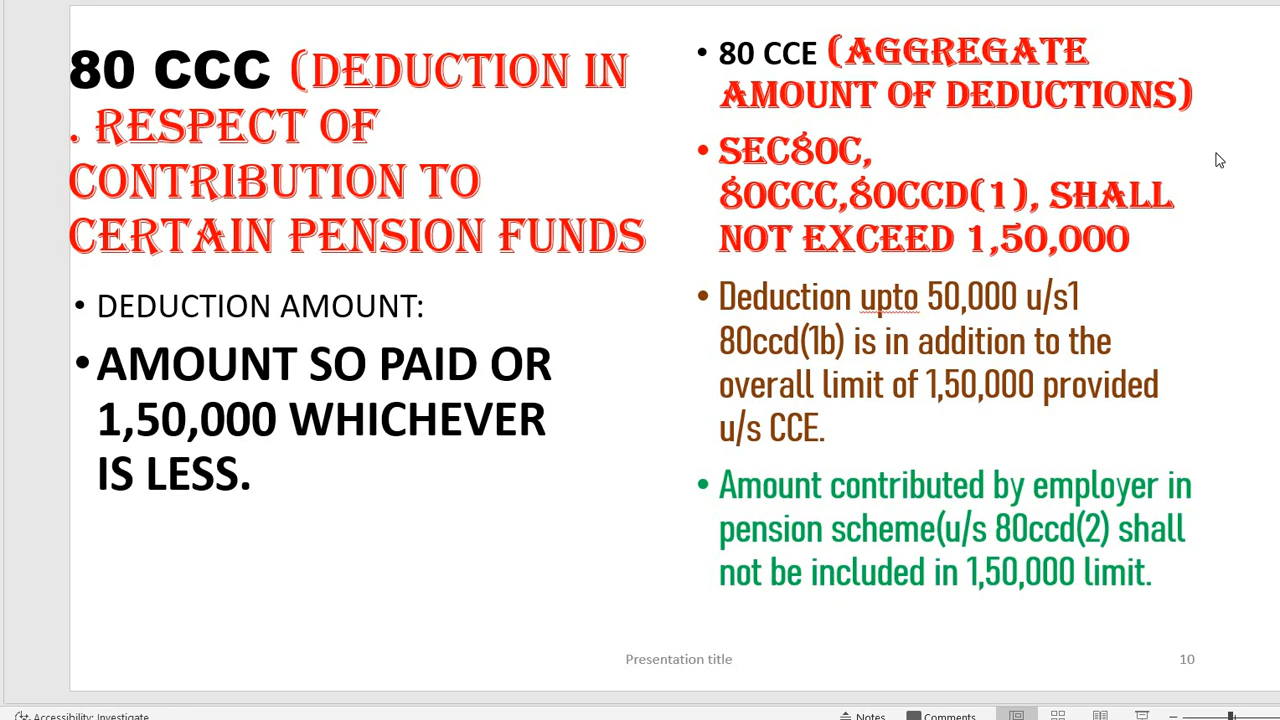 80 CCC (DEDUCTION IN
. RESPECT OF
CONTRIBUTION TO
CERTAIN PENSION FUNDS
• DEDUCTION AMOUNT:
• AMOUNT SO PAID OR
1,50,000 WHICHEVER
IS LESS.
• 80 CCE (AGGREGATE
AMOUNT OF DEDUCTIONS)
• SEC80C,
80CCC,80CCD(1), SHALL
NOT EXCEED 1,50,000
• Deduction upto 50,000 u/s1
80ccd(1b) is in addition to the
overall limit of 1,50,000 provided
u/s CCE.
• Amount contributed by employer in
pension scheme(u/s 80ccd(2) shall
not be included in 1,50,000 limit.
Presentation title
10
Accessibility: Investigate
Notes
Comments